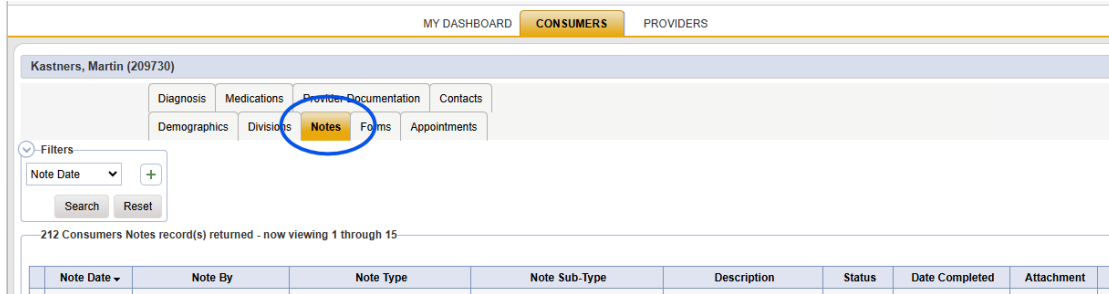 MY DASHBOARD CONSUMERS PROVIDERS
Kastners, Martin (209730)
Diagnosis Medications Provider Documentation Contacts
Demographics Divisions Notes Forms Appointments
Filters
Note Date +
Search Reset
212 Consumers Notes record(s) returned - now viewing 1 through 15
Note Date Note By Note Type Note Sub-Type Description Status Date Completed Attachment